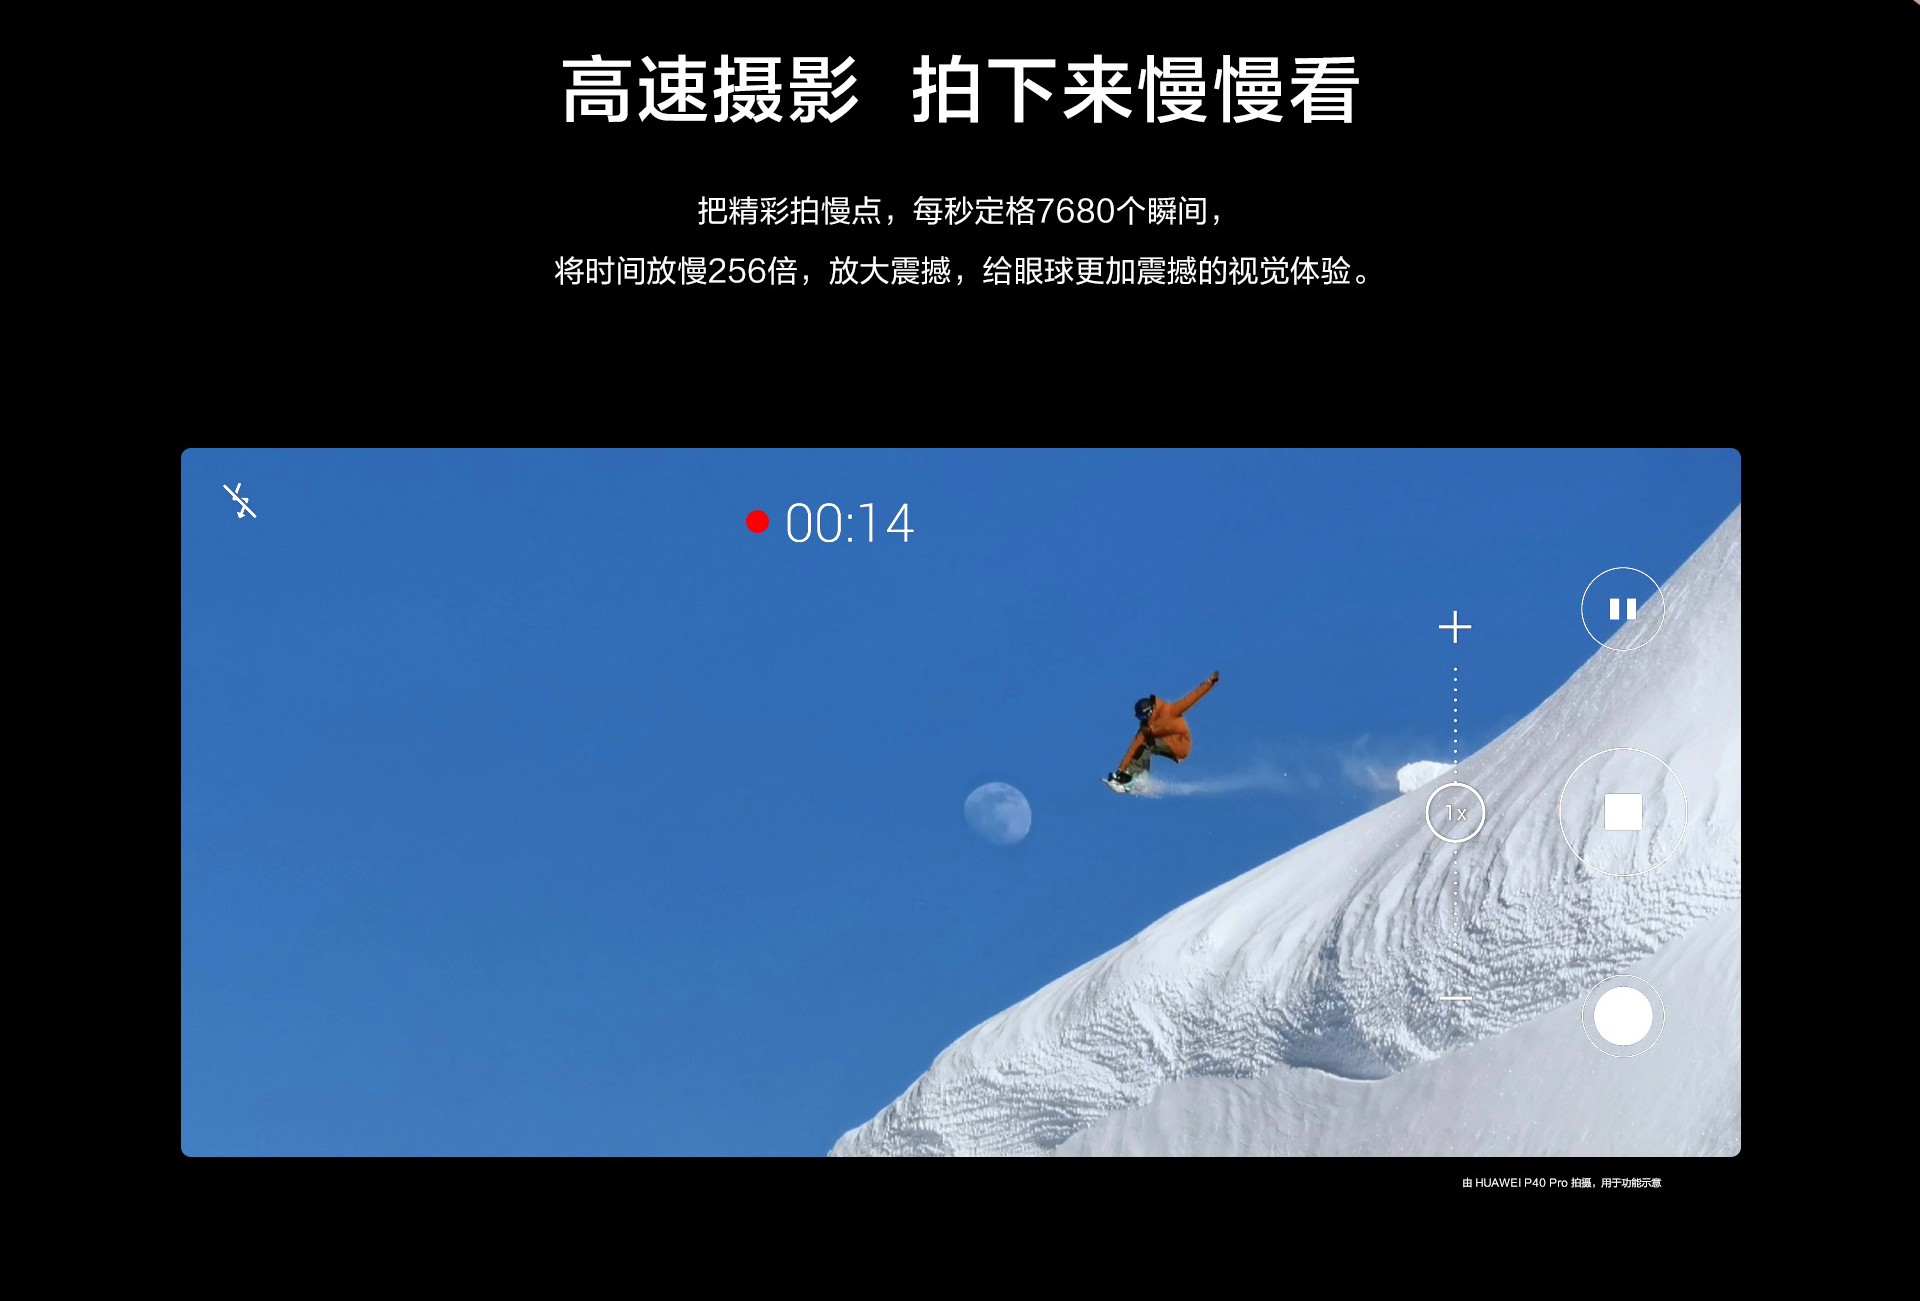 高速摄影 拍下来慢慢看
把精彩拍慢点，每秒定格7680个瞬间，
将时间放慢256倍，放大震撼，给眼球更加震撼的视觉体验。
00:14
1x
由 HUAWEI P40 Pro 拍摄，用于功能示意